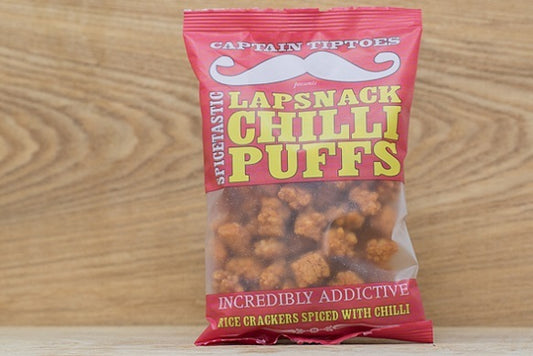 CAPTAIN TIPTOES
presents
SPICETASTIC
LAPSNACK
CHILLI
PUFFS
INCREDIBLY ADDICTIVE
RICE CRACKERS SPICED WITH CHILLI